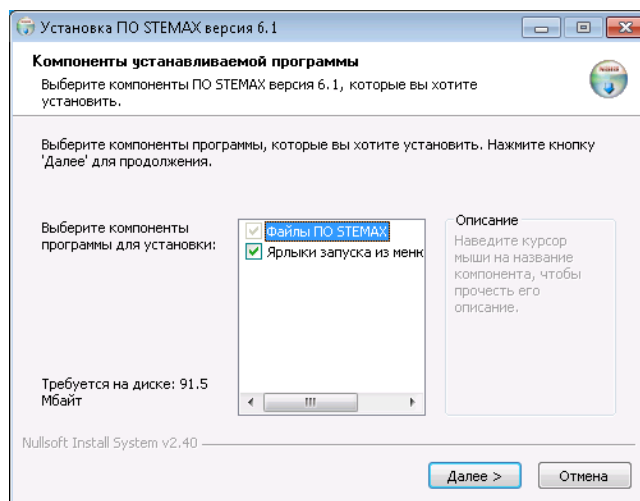 Установка ПО STEMAX версия 6.1
Компоненты устанавливаемой программы
Выберите компоненты ПО STEMAX версия 6.1, которые вы хотите
установить.
Выберите компоненты программы, которые вы хотите установить. Нажмите кнопку
'Далее' для продолжения.
Выберите компоненты
программы для установки:
Файлы ПО STEMAX
Ярлыки запуска из меню
Описание
Наведите курсор
мыши на название
компонента, чтобы
прочесть его
описание.
Требуется на диске: 91.5
Мбайт
Nullsoft Install System v2.40
Далее >
Отмена